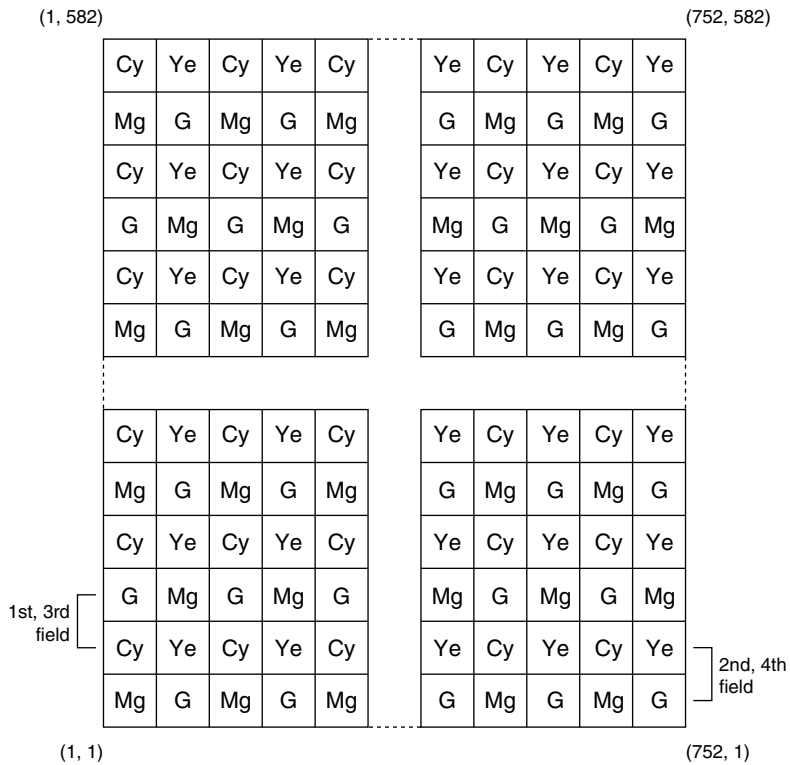 (1, 582) (752, 582)
Cy Ye Cy Ye Cy Ye Cy Ye Cy Ye
Mg G Mg G Mg G Mg G Mg G
Cy Ye Cy Ye Cy Ye Cy Ye Cy Ye
G Mg G Mg G Mg G Mg G Mg
Cy Ye Cy Ye Cy Ye Cy Ye Cy Ye
Mg G Mg G Mg G Mg G Mg G
Cy Ye Cy Ye Cy Ye Cy Ye Cy Ye
Mg G Mg G Mg G Mg G Mg G
Cy Ye Cy Ye Cy Ye Cy Ye Cy Ye
G Mg G Mg G Mg G Mg G Mg
1st, 3rd
field
Cy Ye Cy Ye Cy Ye Cy Ye Cy Ye
Mg G Mg G Mg G Mg G Mg G
2nd, 4th
field
(1, 1) (752, 1)